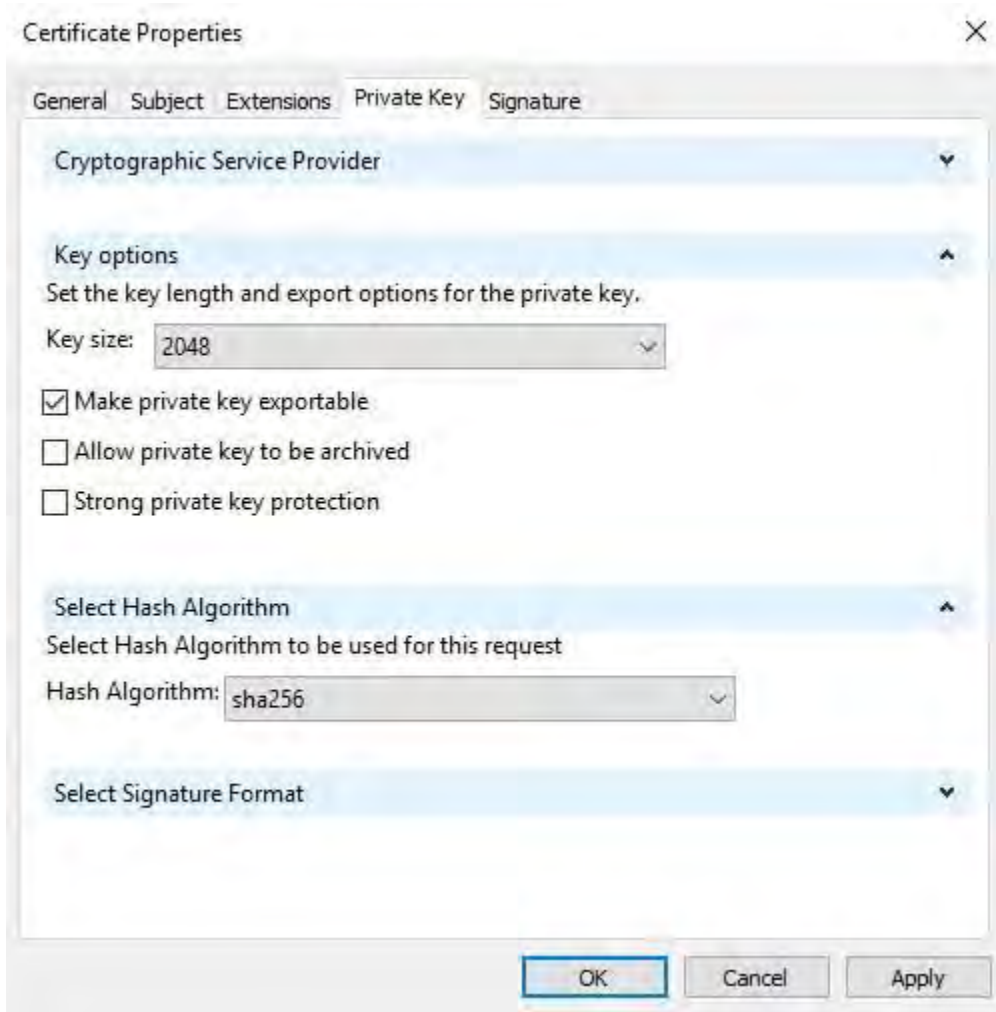 Certificate Properties
General Subject Extensions Private Key Signature
Cryptographic Service Provider
Key options
Set the key length and export options for the private key.
Key size: 2048
Make private key exportable
Allow private key to be archived
Strong private key protection
Select Hash Algorithm
Select Hash Algorithm to be used for this request
Hash Algorithm: sha256
Select Signature Format
OK Cancel Apply